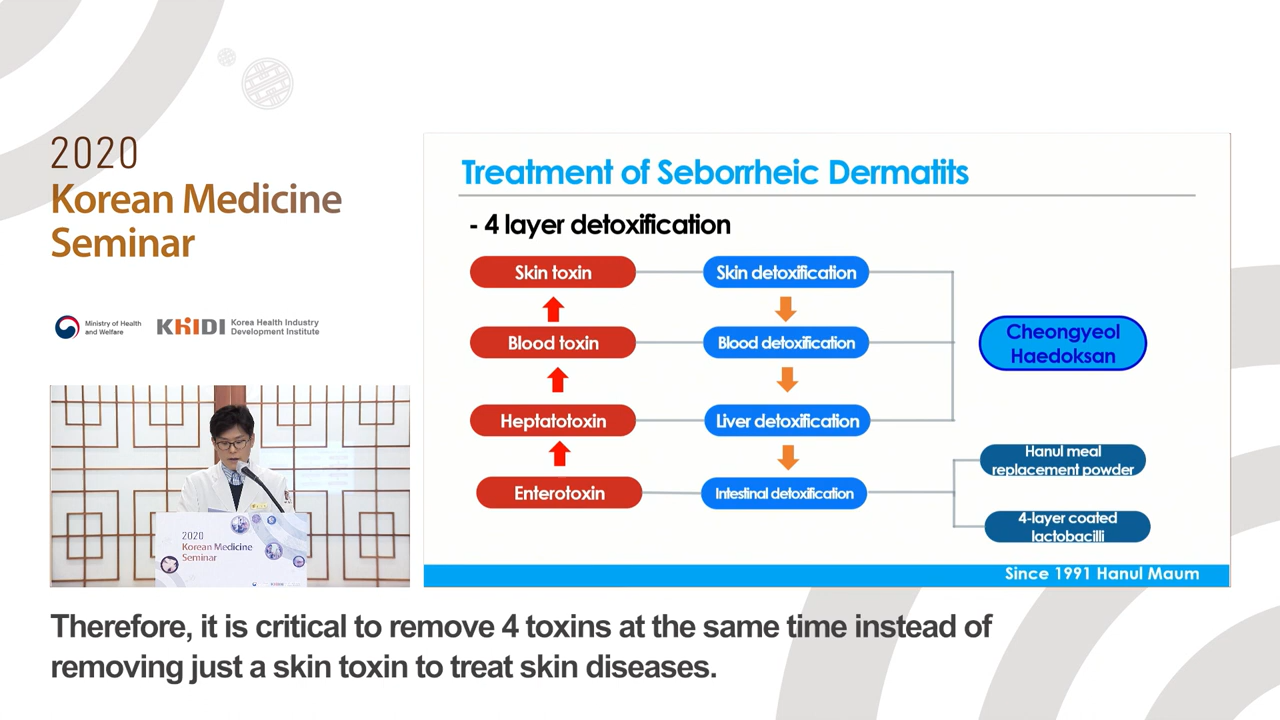 2020
Korean Medicine
Seminar
Ministry of Health
and Welfare
KHIDI
Korea Health Industry
Development Institute
2020
Korean Medicine
Seminar
Treatment of Seborrheic Dermatits
- 4 layer detoxification
Skin toxin
Skin detoxification
Blood toxin
Blood detoxification
Cheongyeol
Haedoksan
Heptatotoxin
Liver detoxification
Enterotoxin
Intestinal detoxification
Hanul meal
replacement powder
4-layer coated
lactobacilli
Since 1991 Hanul Maum
Therefore, it is critical to remove 4 toxins at the same time instead of
removing just a skin toxin to treat skin diseases.